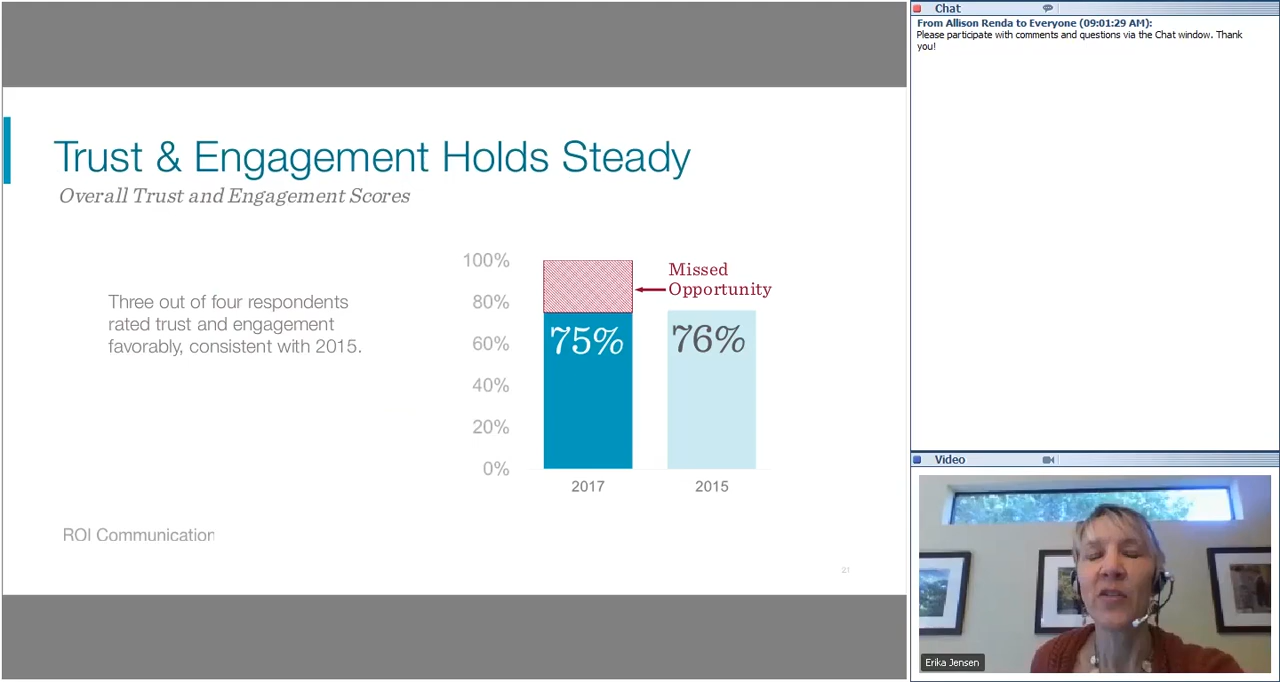 Trust & Engagement Holds Steady
Overall Trust and Engagement Scores
Three out of four respondents
rated trust and engagement
favorably, consistent with 2015.
100%
80%
60%
40%
20%
0%
75%
76%
Missed
Opportunity
2017
2015
ROI Communication
21
Chat
From Allison Renda to Everyone (09:01:29 AM):
Please participate with comments and questions via the Chat window. Thank
you!
Video
Erika Jensen